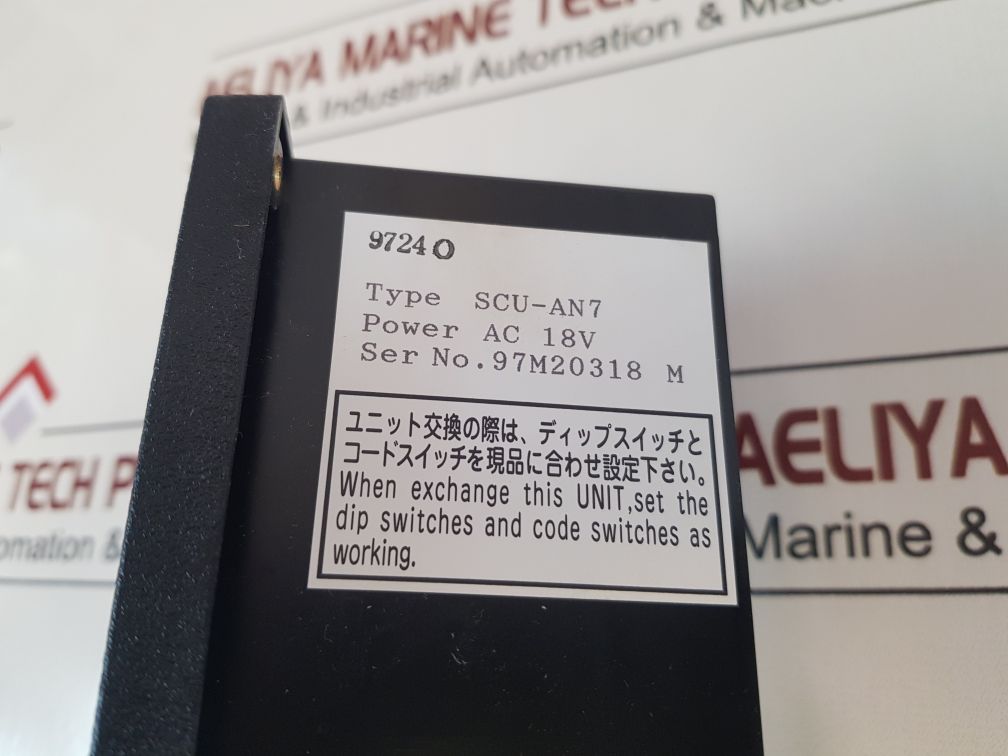 AELIYA MARINE TECH
& Industrial Automation &
97240
Type SCU-AN7
Power AC 18V
Ser No.97M20318 M
ユニット交換の際は、ディップスイッチと
コードスイッチを現品に合わせ設定下さい。
When exchange this UNIT,set the
dip switches and code switches as
working.
TECH
&
AELIYA
Marine &